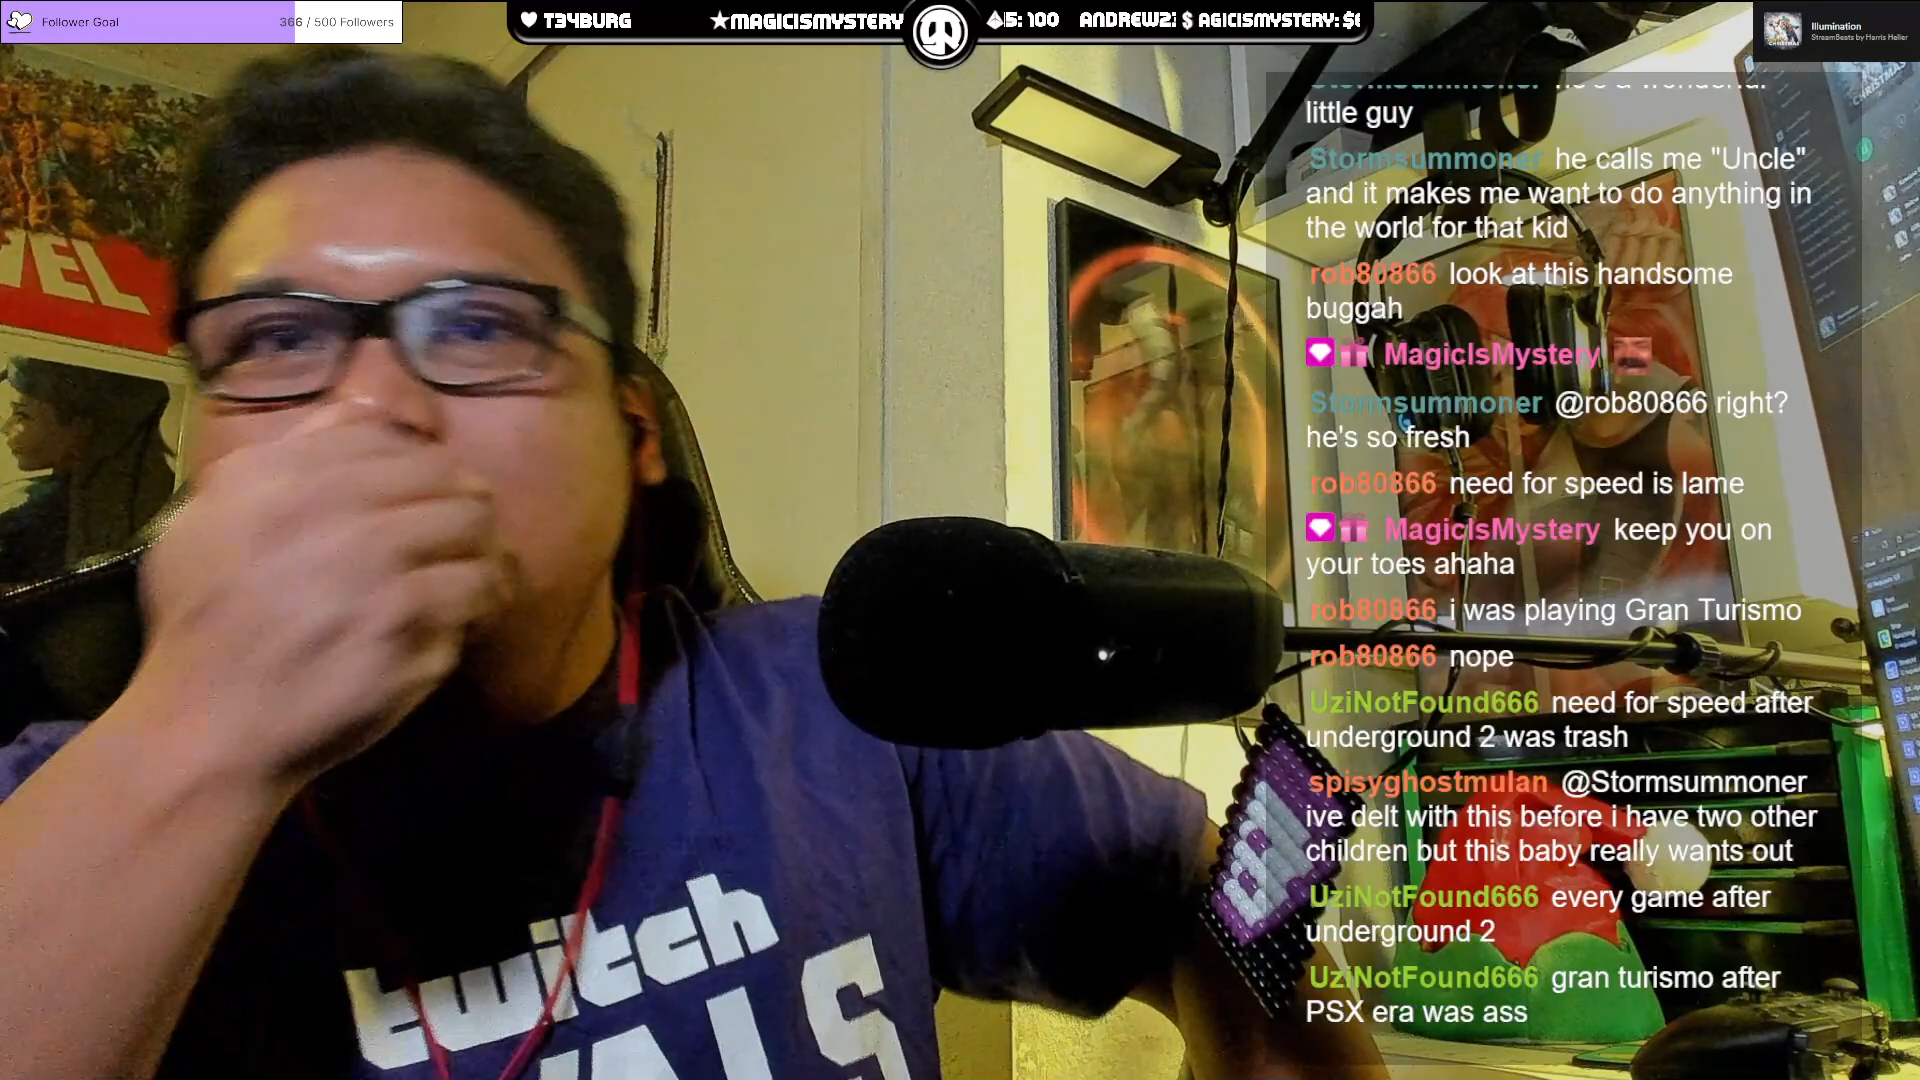 Follower Goal
366 / 500 Followers
T34BURG
★MAGICISMYSTERY
5: 100
ANDREW2
$ AGICISMYSTERY: $
Illumination
StreamBeats by Harris Heller
little guy
Stormsummoner he calls me "Uncle"
and it makes me want to do anything in
the world for that kid
rob80866 look at this handsome
buggah
MagicIsMystery
Stormsummoner @rob80866 right?
he's so fresh
rob80866 need for speed is lame
MagicIsMystery keep you on
your toes ahaha
rob80866 i was playing Gran Turismo
rob80866 nope
UziNotFound666 need for speed after
underground 2 was trash
spisyghostmulan @Stormsummoner
ive delt with this before i have two other
children but this baby really wants out
UziNotFound666 every game after
underground 2
UziNotFound666 gran turismo after
PSX era was ass
VEL
twitch